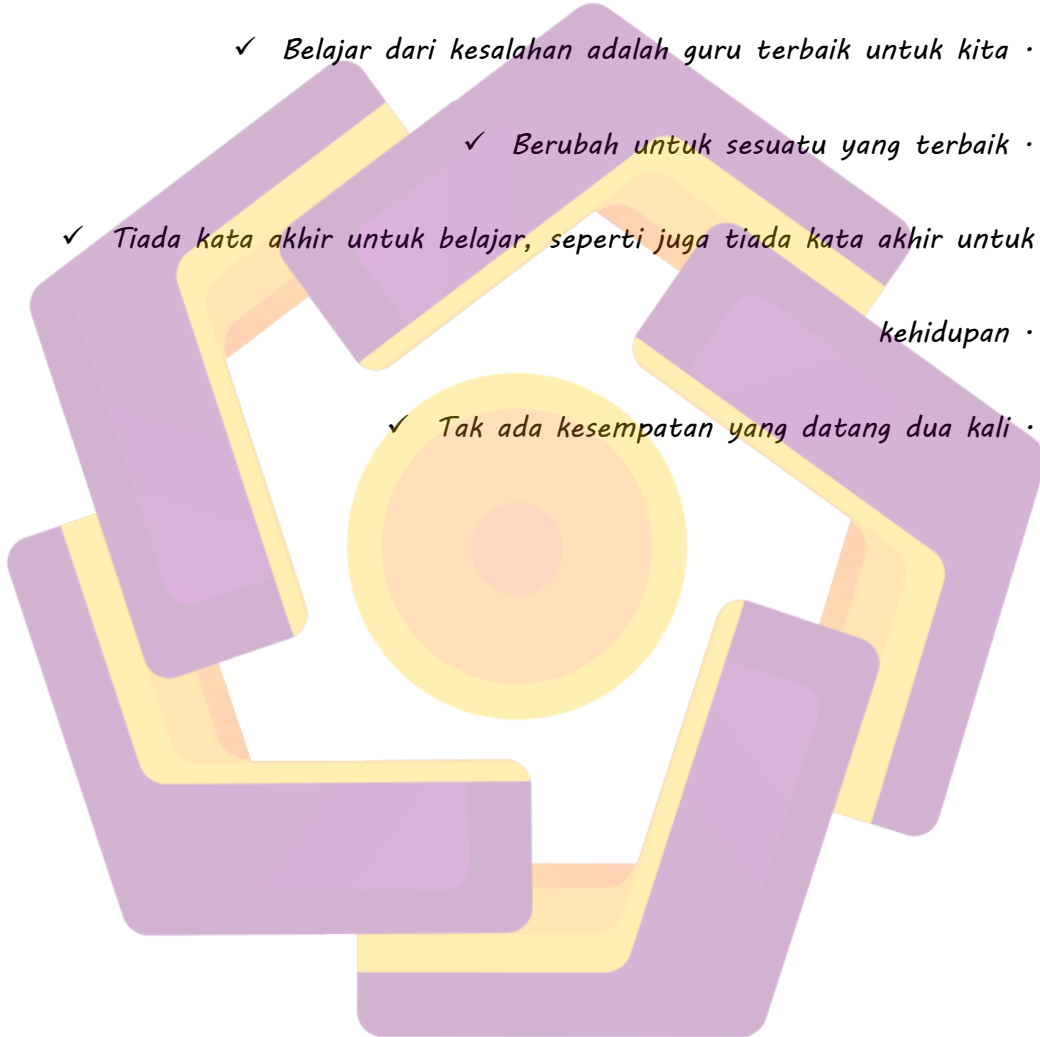 ✓ Belajar dari kesalahan adalah guru terbaik untuk kita ·
✓ Berubah untuk sesuatu yang terbaik ·
✓ Tiada kata akhir untuk belajar, seperti juga tiada kata akhir untuk
kehidupan ·
✓ Tak ada kesempatan yang datang dua kali ·